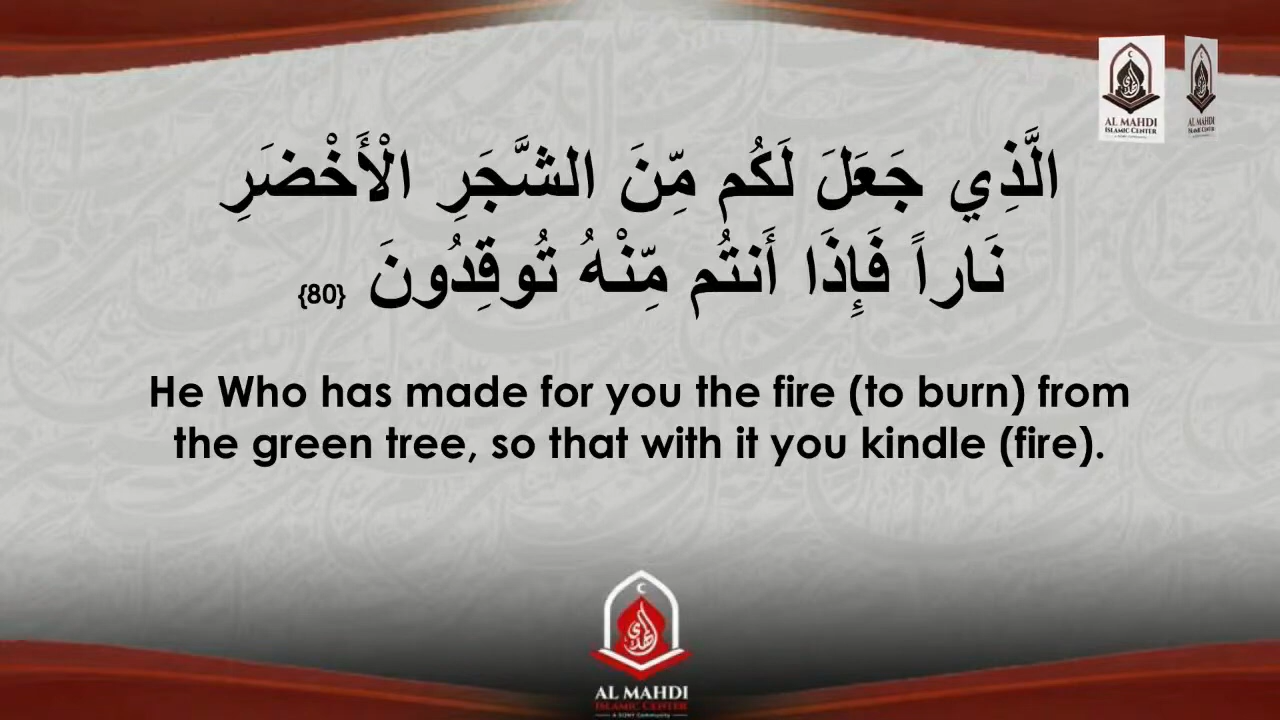 AL MAHDI
ISLAMIC CENTER
AL MAHDI
ISLAMIC CENTER
الَّذِي جَعَلَ لَكُم مِّنَ الشَّجَرِ الْأَخْضَرِ
نَاراً فَإِذَا أَنتُم مِّنْهُ تُوقِدُونَ {80}
He Who has made for you the fire (to burn) from
the green tree, so that with it you kindle (fire).
المهدي
AL MAHDI
ISLAMIC CENTER